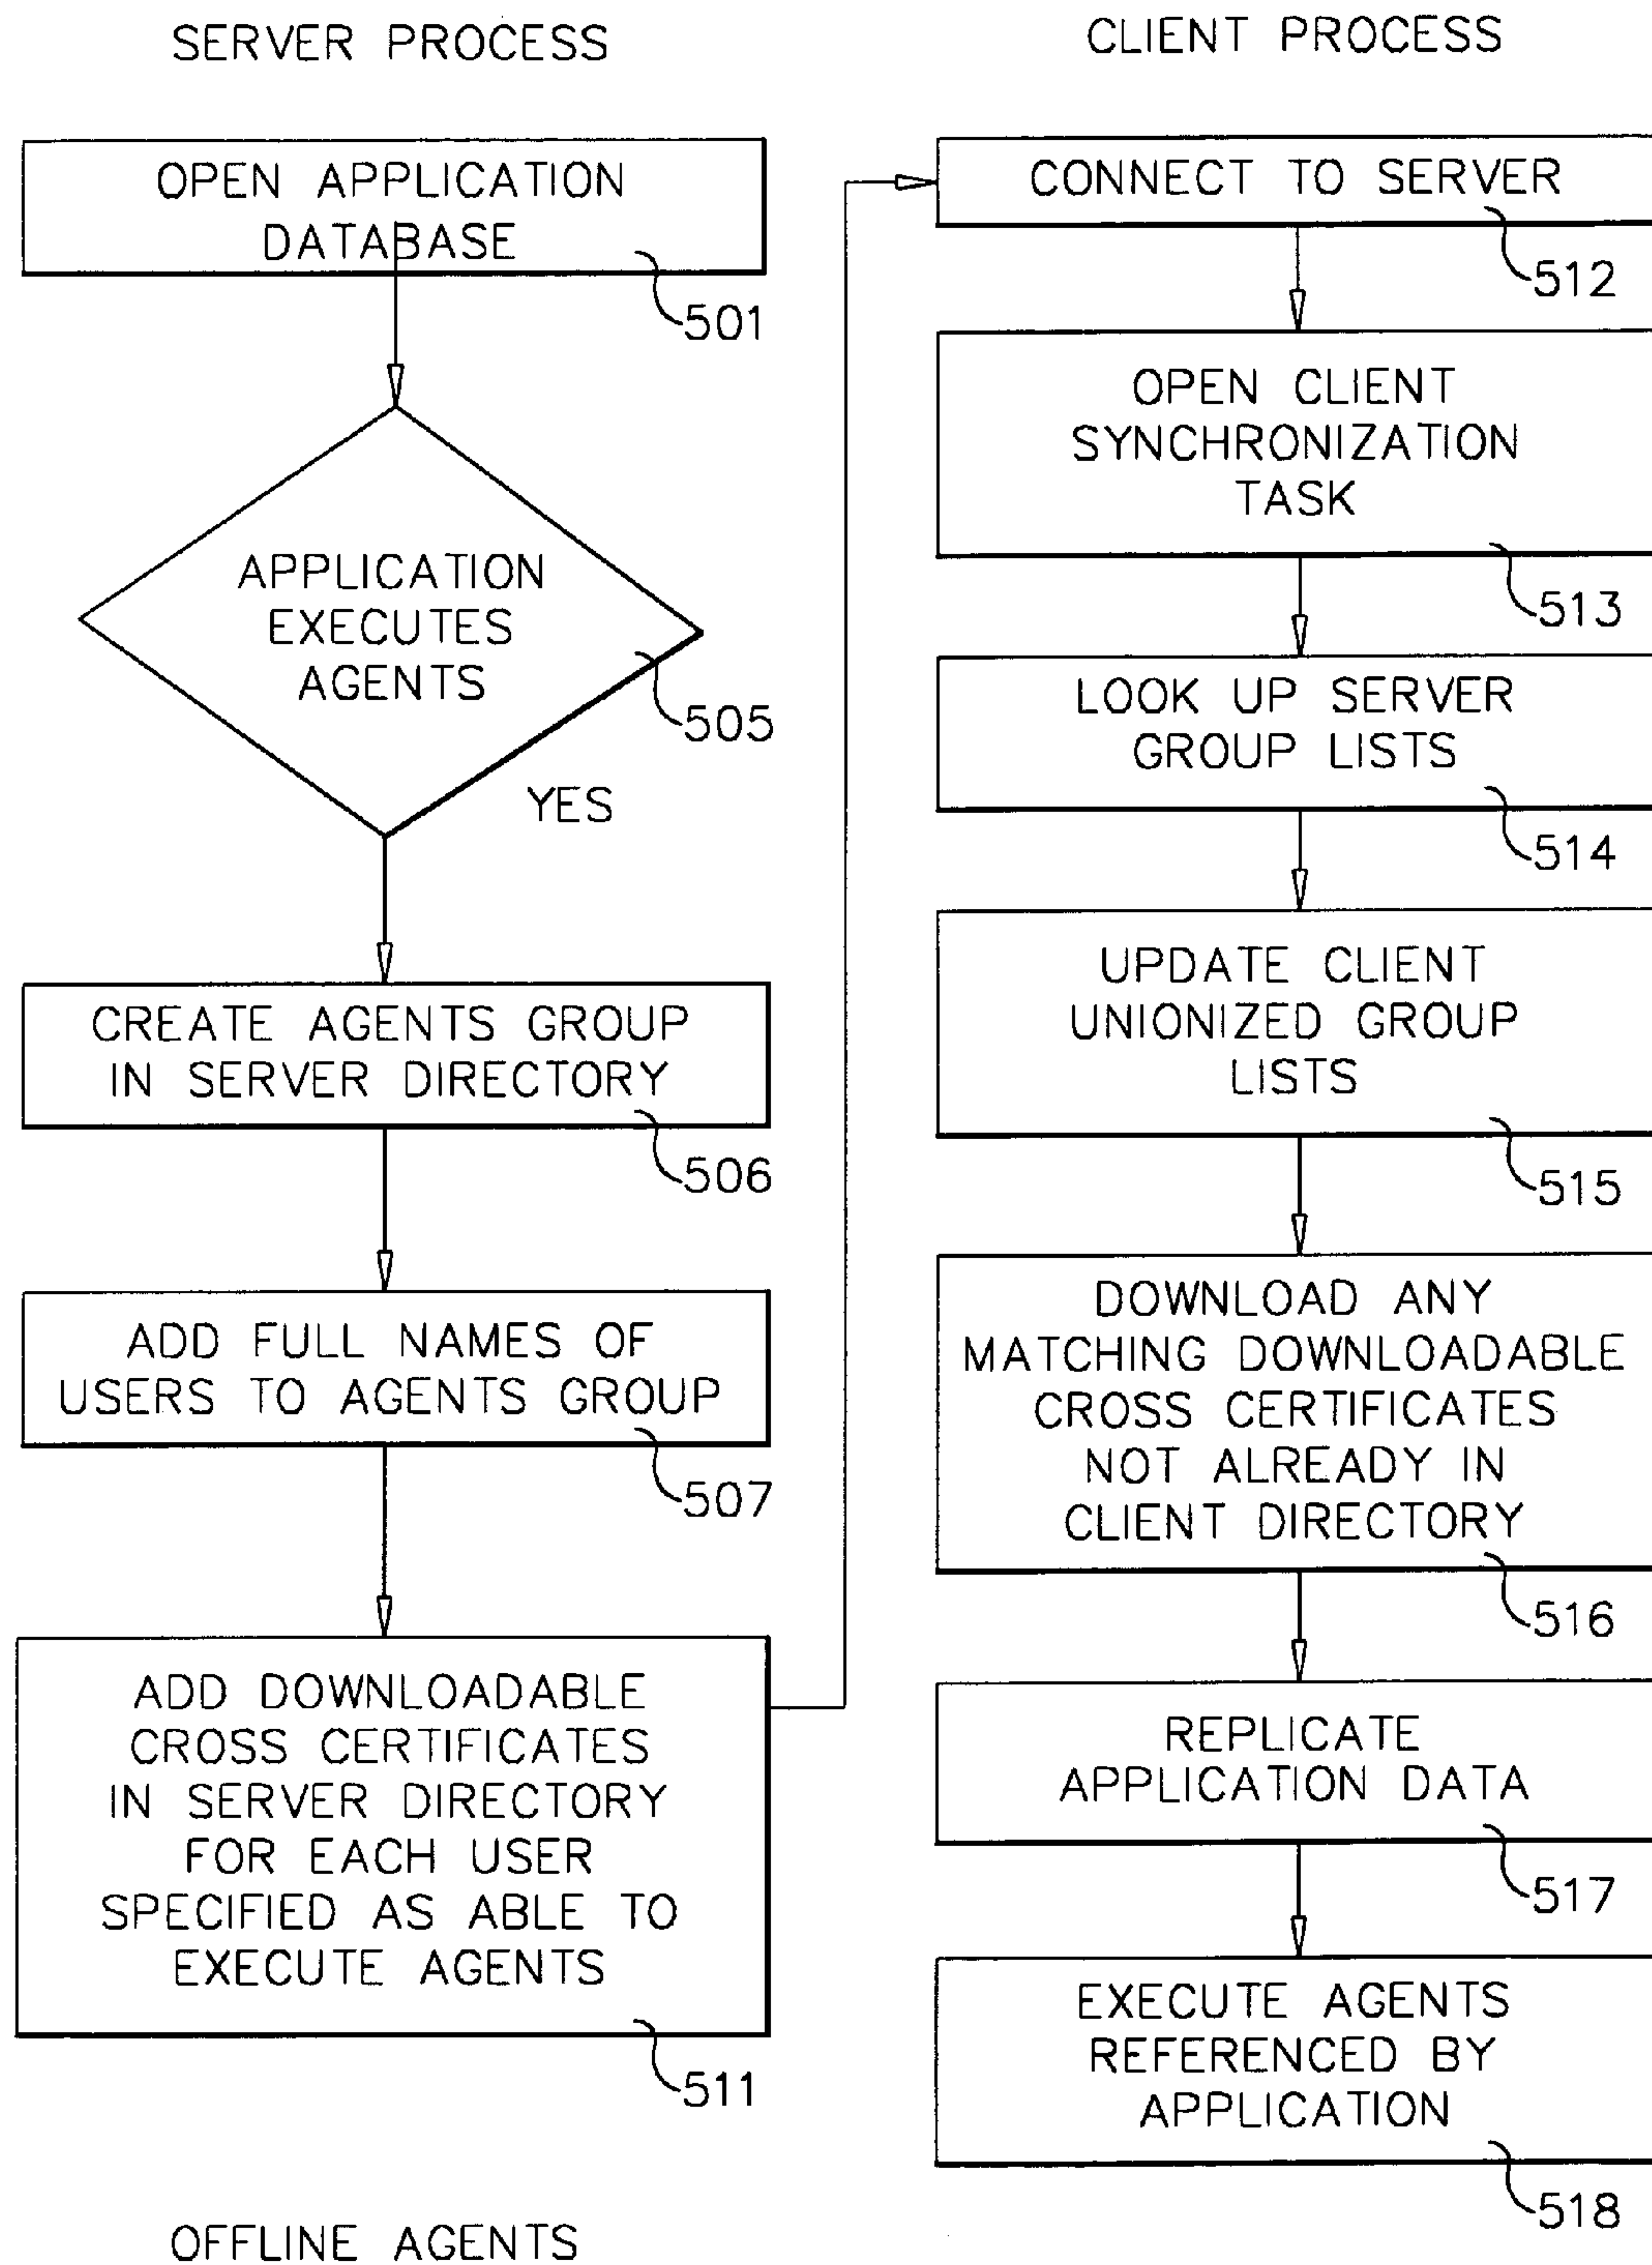 SERVER PROCESS
OPEN APPLICATION
DATABASE
501
APPLICATION
EXECUTES
AGENTS
505
YES
CREATE AGENTS GROUP
IN SERVER DIRECTORY
506
ADD FULL NAMES OF
USERS TO AGENTS GROUP
507
ADD DOWNLOADABLE
CROSS CERTIFICATES
IN SERVER DIRECTORY
FOR EACH USER
SPECIFIED AS ABLE TO
EXECUTE AGENTS
511
OFFLINE AGENTS
CLIENT PROCESS
CONNECT TO SERVER
512
OPEN CLIENT
SYNCHRONIZATION
TASK
513
LOOK UP SERVER
GROUP LISTS
514
UPDATE CLIENT
UNIONIZED GROUP
LISTS
515
DOWNLOAD ANY
MATCHING DOWNLOADABLE
CROSS CERTIFICATES
NOT ALREADY IN
CLIENT DIRECTORY
516
REPLICATE
APPLICATION DATA
517
EXECUTE AGENTS
REFERENCED BY
APPLICATION
518